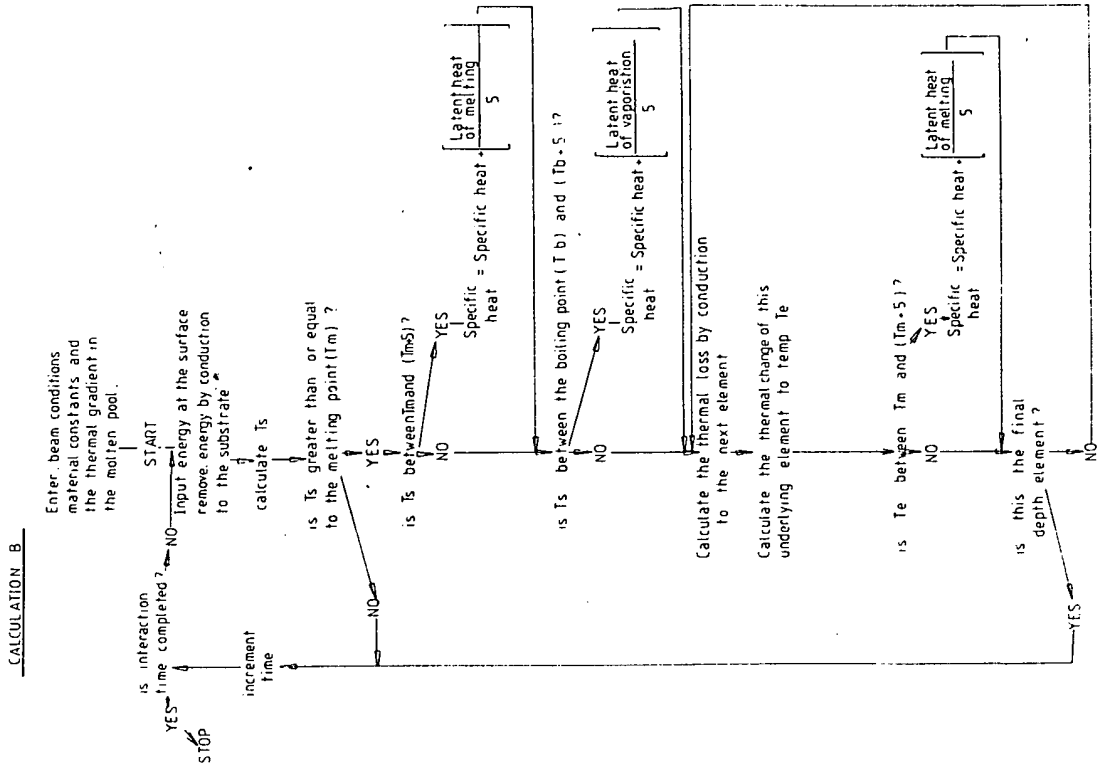 CALCULATION B
Enter beam conditions
material constants and
the thermal gradient in
the molten pool.
START
Input energy at the surface
remove energy by conduction
to the substrate
calculate Ts
is Ts greater than or equal
to the melting point (Tm) ?
YES
NO
is Ts between Tm and (Tm+5) ?
NO
YES
Specific heat = Specific heat + [Latent heat of melting / 5]
is Ts between the boiling point (Tb) and (Tb+5) ?
NO
YES
Specific heat = Specific heat + [Latent heat of vaporistion / 5]
Calculate the thermal loss by conduction
to the next element
Calculate the thermal change of this
underlying element to temp Te
is Te between Tm and (Tm+5) ?
NO
YES
Specific heat = Specific heat + [Latent heat of melting / 5]
is this the final
depth element ?
NO
YES
increment
time
is interaction
time completed ?
NO
YES
STOP